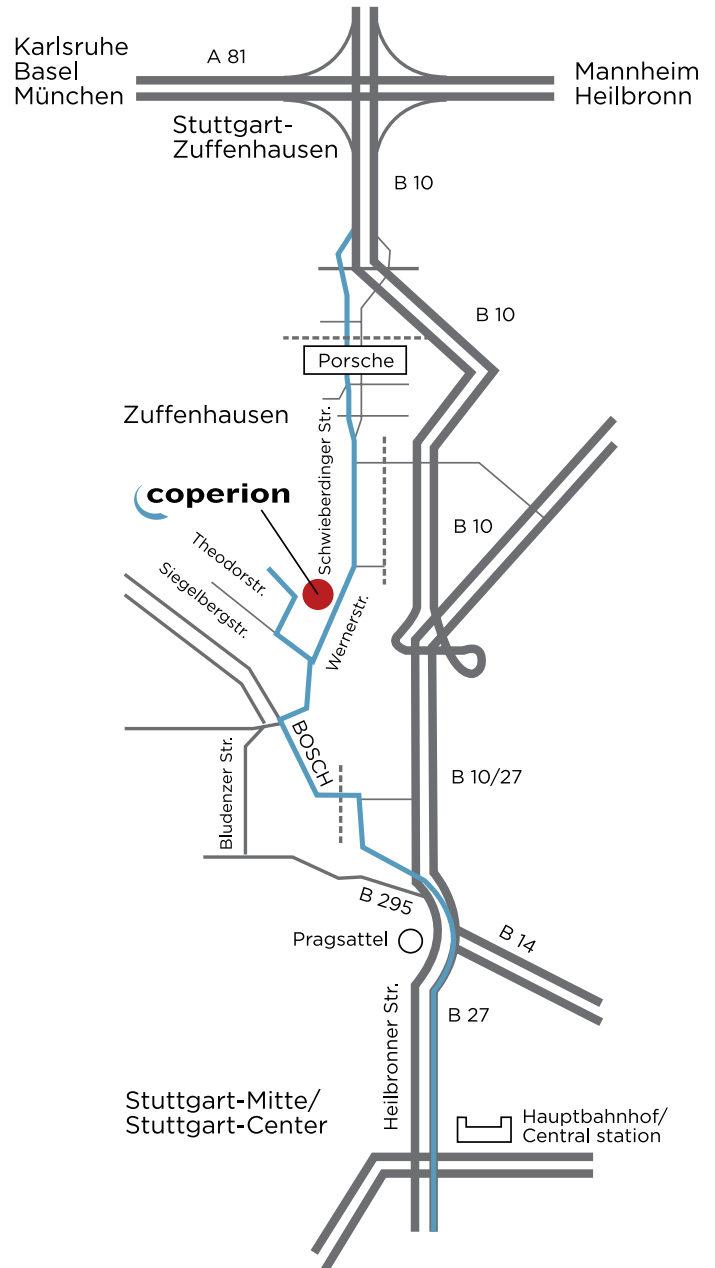 Karlsruhe
Basel
München
A 81
Mannheim
Heilbronn
Stuttgart-
Zuffenhausen
B 10
B 10
Porsche
Zuffenhausen
Schwieberdinger Str.
coperion
B 10
Theodorstr.
Siegelbergstr.
Wernerstr.
BOSCH
Bludenzer Str.
B 10/27
B 295
Pragsattel
B 14
B 27
Heilbronner Str.
Stuttgart-Mitte/
Stuttgart-Center
Hauptbahnhof/
Central station